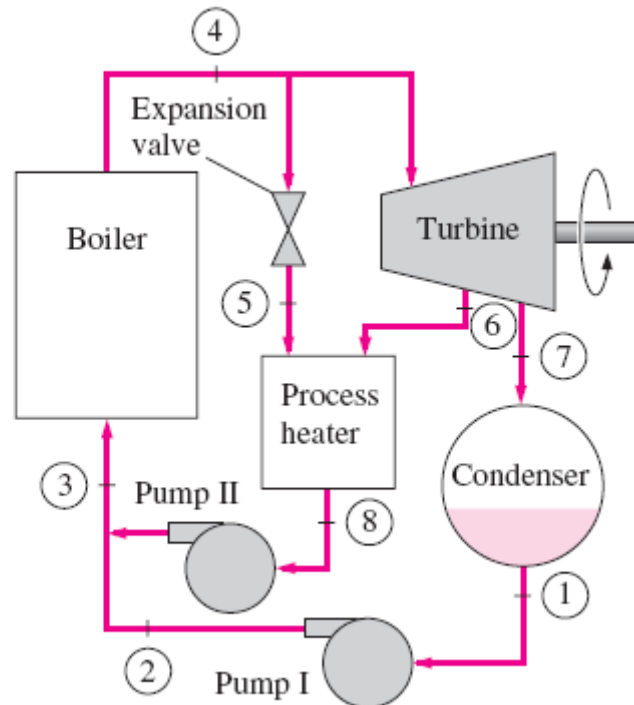 4
Expansion
valve
Boiler
Turbine
5
6
7
Process
heater
3
Pump II
8
Condenser
1
2
Pump I